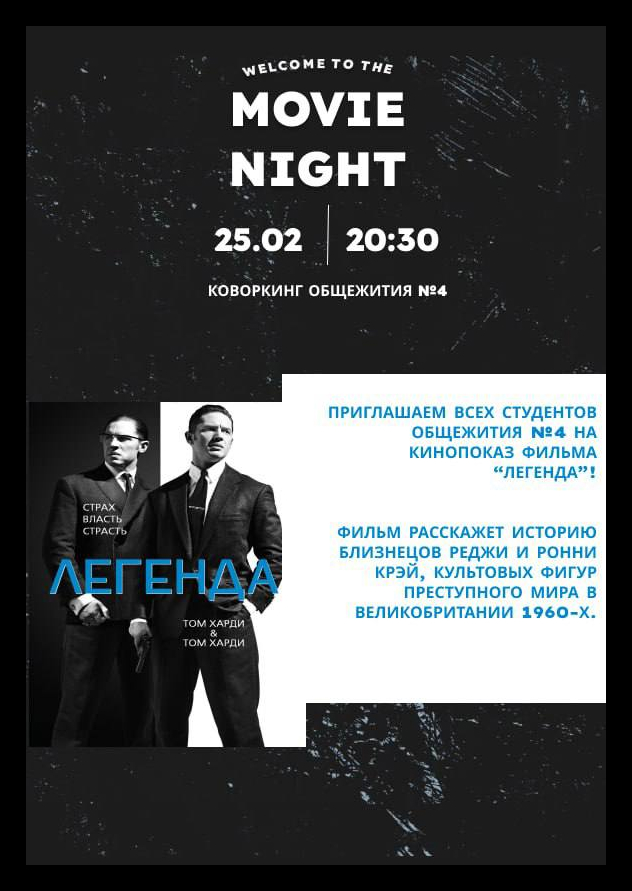 WELCOME TO THE
MOVIE
NIGHT
25.02 20:30
КОВОРКИНГ ОБЩЕЖИТИЯ №4
ПРИГЛАШАЕМ ВСЕХ СТУДЕНТОВ
ОБЩЕЖИТИЯ №4 НА
КИНОПОКАЗ ФИЛЬМА
“ЛЕГЕНДА”!
ФИЛЬМ РАССКАЖЕТ ИСТОРИЮ
БЛИЗНЕЦОВ РЕДЖИ И РОННИ
КРЭЙ, КУЛЬТОВЫХ ФИГУР
ПРЕСТУПНОГО МИРА В
ВЕЛИКОБРИТАНИИ 1960-Х.
СТРАХ
ВЛАСТЬ
СТРАСТЬ
ЛЕГЕНДА
ТОМ ХАРДИ
&
ТОМ ХАРДИ